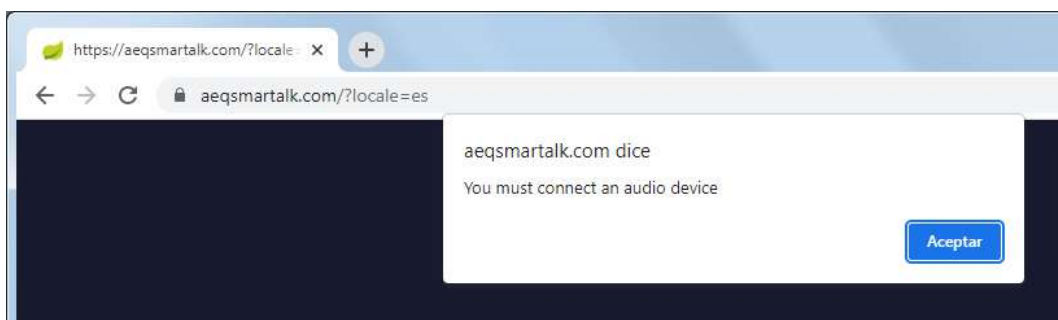 https://aeqsmartalk.com/?locale=
aeqsmartalk.com/?locale=es
aeqsmartalk.com dice
You must connect an audio device
Aceptar